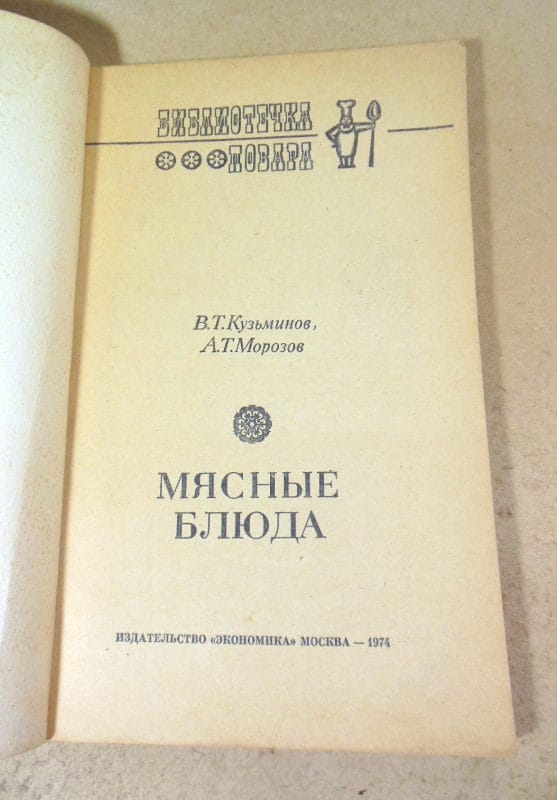 БИБЛИОТЕЧКА
ПОВАРА
В.Т.Кузьминов,
А.Т.Морозов
МЯСНЫЕ
БЛЮДА
ИЗДАТЕЛЬСТВО «ЭКОНОМИКА» МОСКВА — 1974